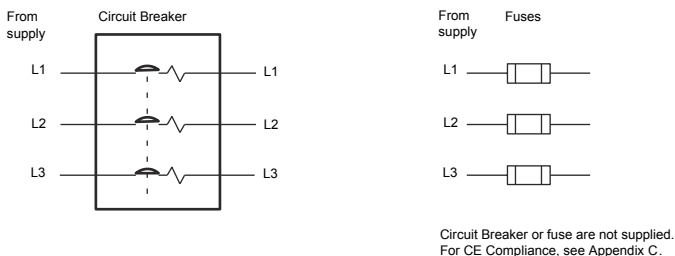 From
supply
Circuit Breaker
L1
L1
L2
L2
L3
L3
From
supply
Fuses
L1
L2
L3
Circuit Breaker or fuse are not supplied.
For CE Compliance, see Appendix C.